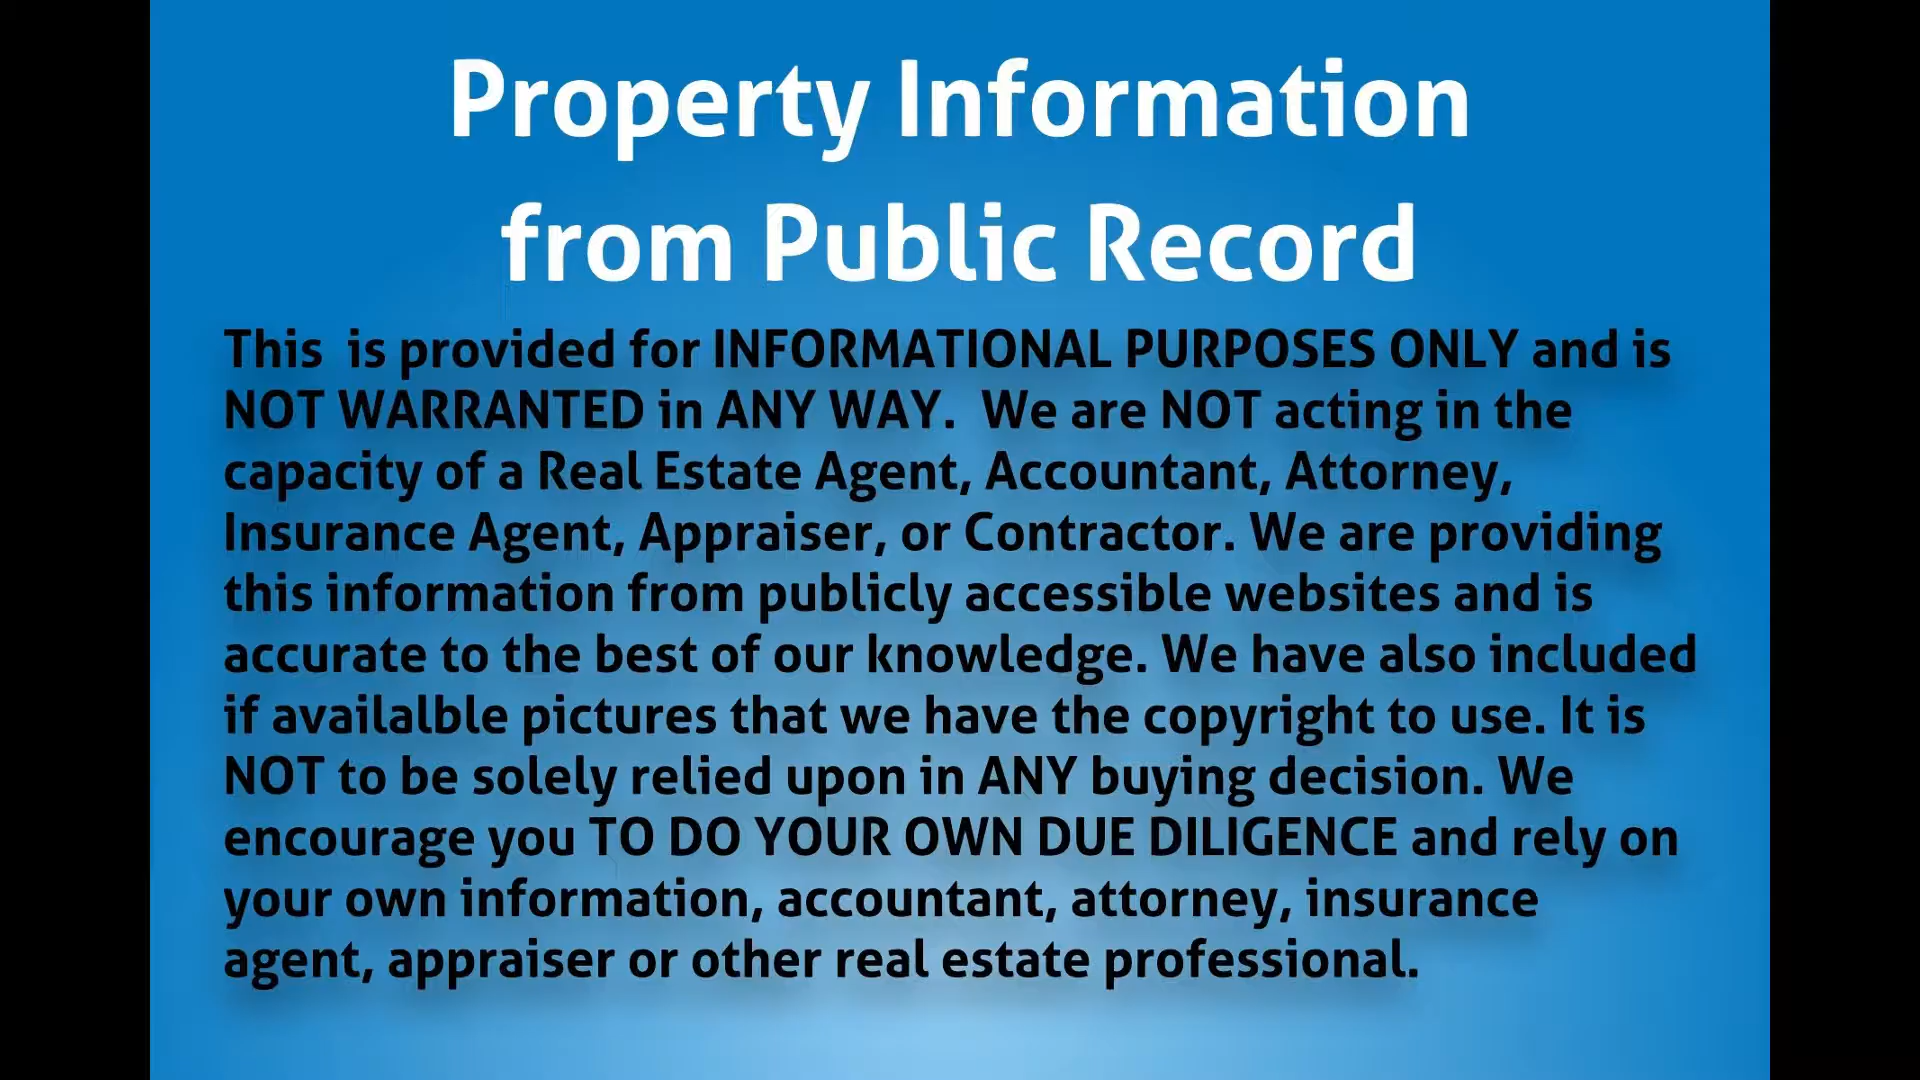 Property Information
from Public Record
This  is provided for INFORMATIONAL PURPOSES ONLY and is
NOT WARRANTED in ANY WAY.  We are NOT acting in the
capacity of a Real Estate Agent, Accountant, Attorney,
Insurance Agent, Appraiser, or Contractor. We are providing
this information from publicly accessible websites and is
accurate to the best of our knowledge. We have also included
if availalble pictures that we have the copyright to use. It is
NOT to be solely relied upon in ANY buying decision. We
encourage you TO DO YOUR OWN DUE DILIGENCE and rely on
your own information, accountant, attorney, insurance
agent, appraiser or other real estate professional.